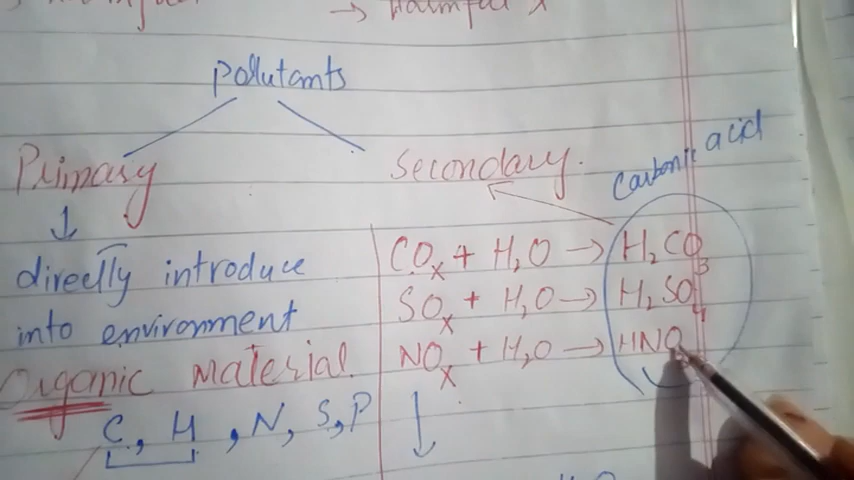 → Harmful x
Pollutants
Primary
Secondary.
Carbonic acid
↓
directly introduce
into environment
Organic material
C, H, N, S, P
COx + H2O → H2CO3
SOx + H2O → H2SO4
NOx + H2O → HNO
↓